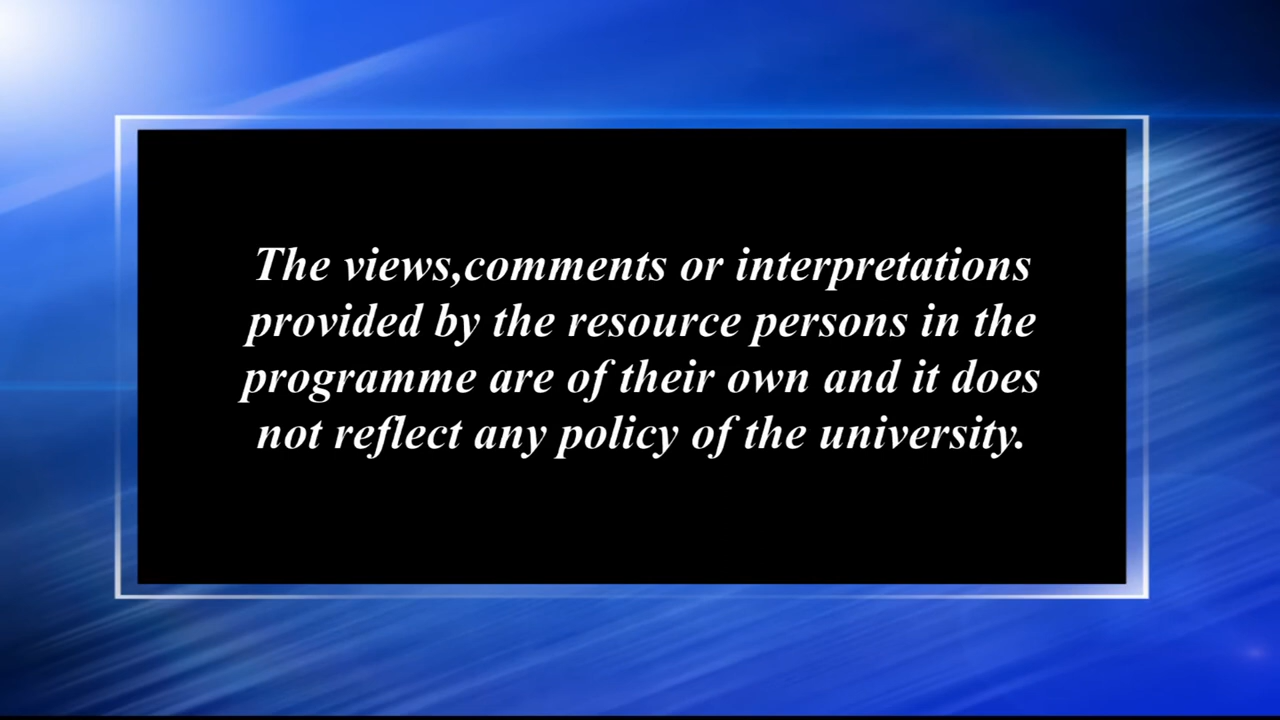 The views,comments or interpretations
provided by the resource persons in the
programme are of their own and it does
not reflect any policy of the university.